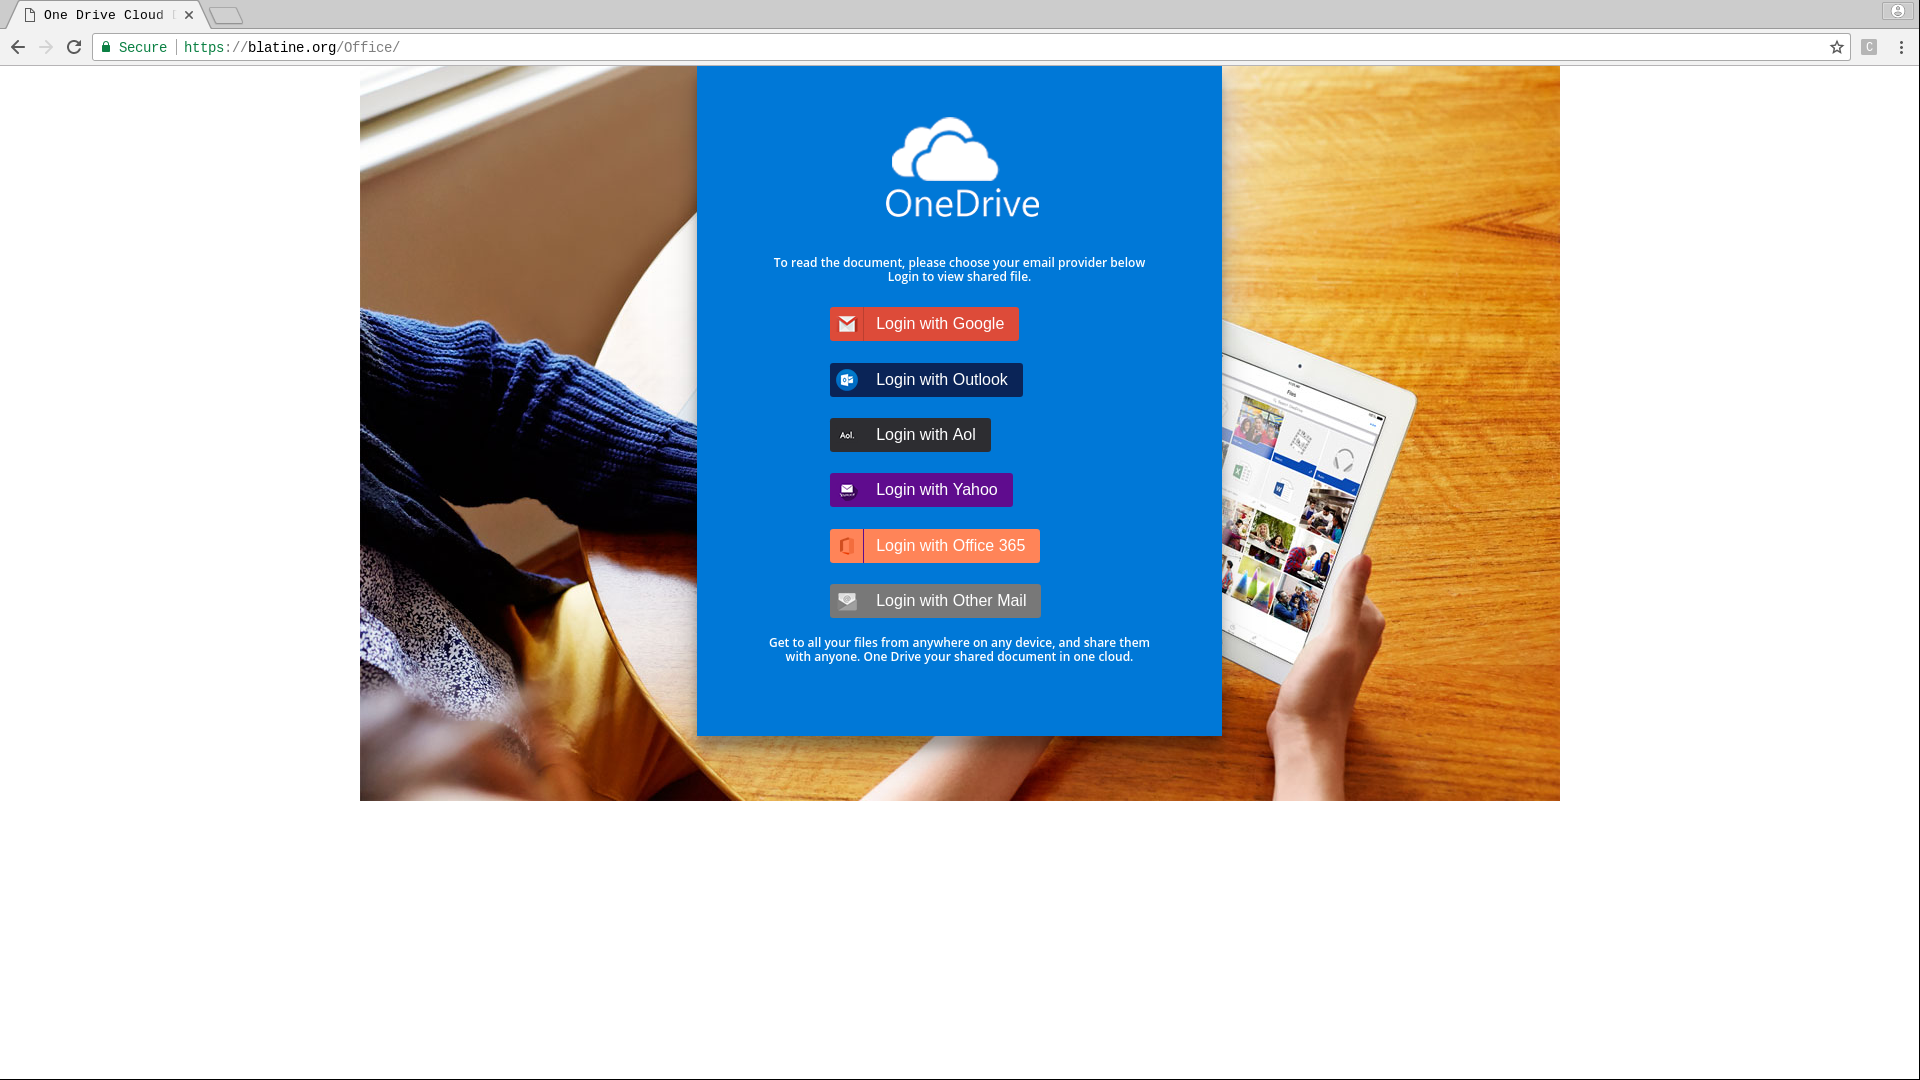 One Drive Cloud
Secure
https://blatine.org/Office/
C
OneDrive
To read the document, please choose your email provider below
Login to view shared file.
Login with Google
Login with Outlook
Aol.
Login with Aol
Login with Yahoo
Login with Office 365
Login with Other Mail
Get to all your files from anywhere on any device, and share them
with anyone. One Drive your shared document in one cloud.
Files